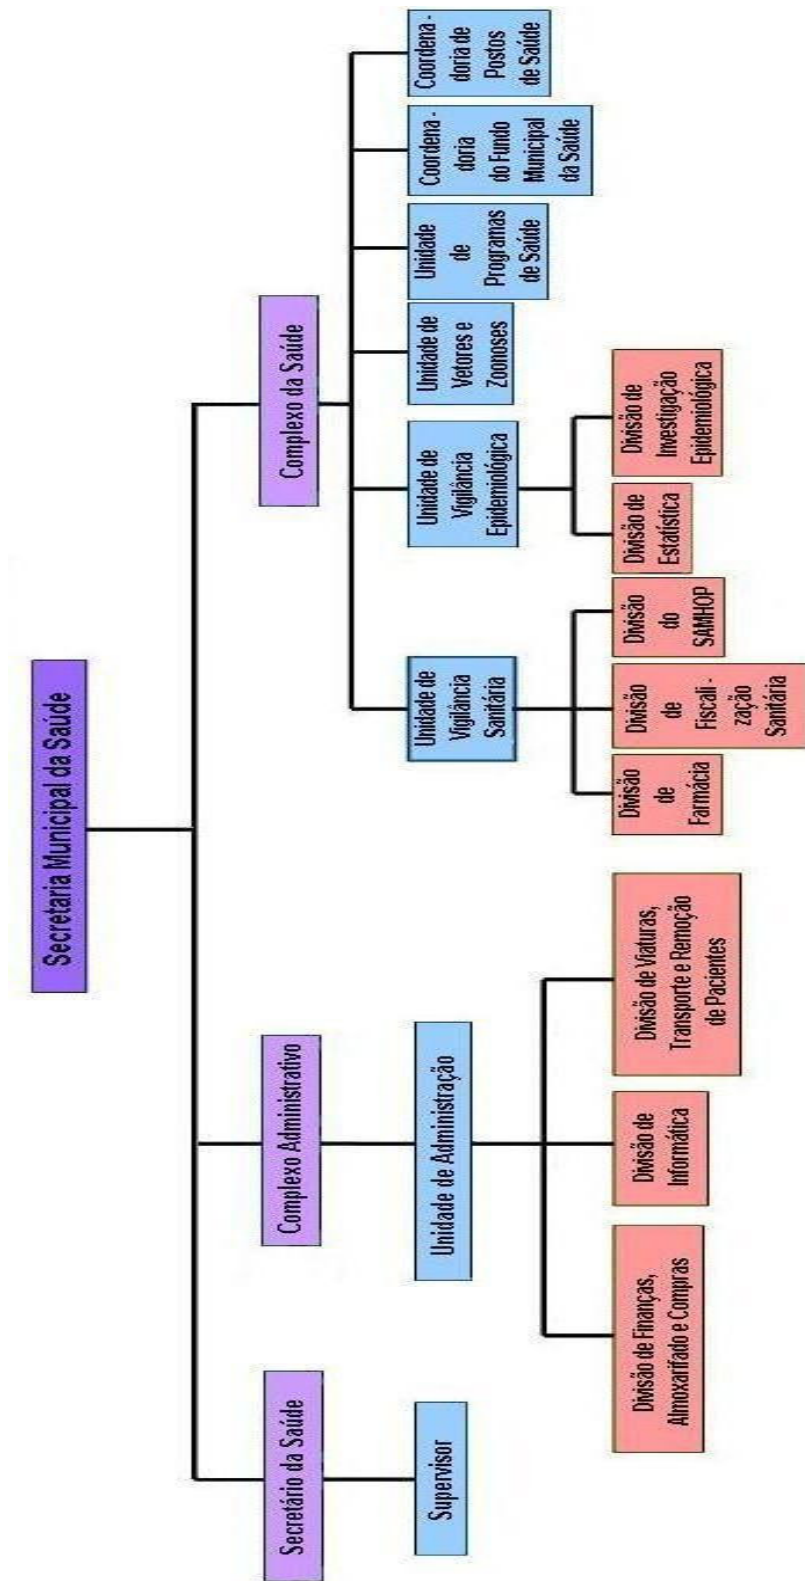 Secretaria Municipal da Saúde
Secretário da Saúde
Complexo Administrativo
Complexo da Saúde
Supervisor
Unidade de Administração
Unidade de
Vigilância
Sanitária
Unidade de
Vigilância
Epidemiológica
Unidade de
Vetores e
Zoonoses
Unidade
de
Programas
de Saúde
Coordena -
doria
do Fundo
Municipal
da Saúde
Coordena -
doria de
Postos
de Saúde
Divisão de Finanças,
Almoxarifado e Compras
Divisão de
Informática
Divisão de Viaturas,
Transporte e Remoção
de Pacientes
Divisão
de
Farmácia
Divisão
de
Fiscali -
zação
Sanitária
Divisão
do
SAMHOP
Divisão de
Estatística
Divisão de
Investigação
Epidemiológica